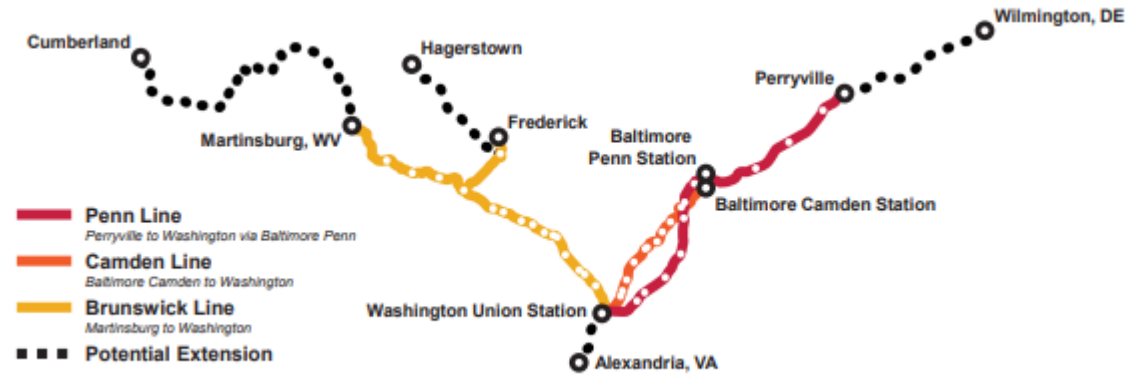 Wilmington, DE
Cumberland
Hagerstown
Perryville
Frederick
Martinsburg, WV
Baltimore
Penn Station
Baltimore Camden Station
Penn Line
Perryville to Washington via Baltimore Penn
Camden Line
Baltimore Camden to Washington
Brunswick Line
Martinsburg to Washington
Potential Extension
Washington Union Station
Alexandria, VA